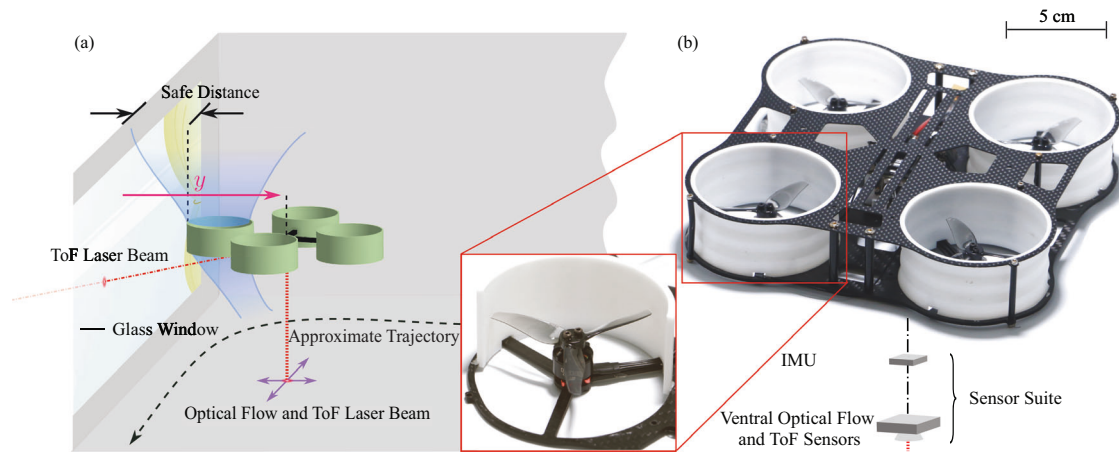 (a)
Safe Distance
y
ToF Laser Beam
Glass Window
Approximate Trajectory
Optical Flow and ToF Laser Beam
(b)
5 cm
IMU
Sensor Suite
Ventral Optical Flow
and ToF Sensors